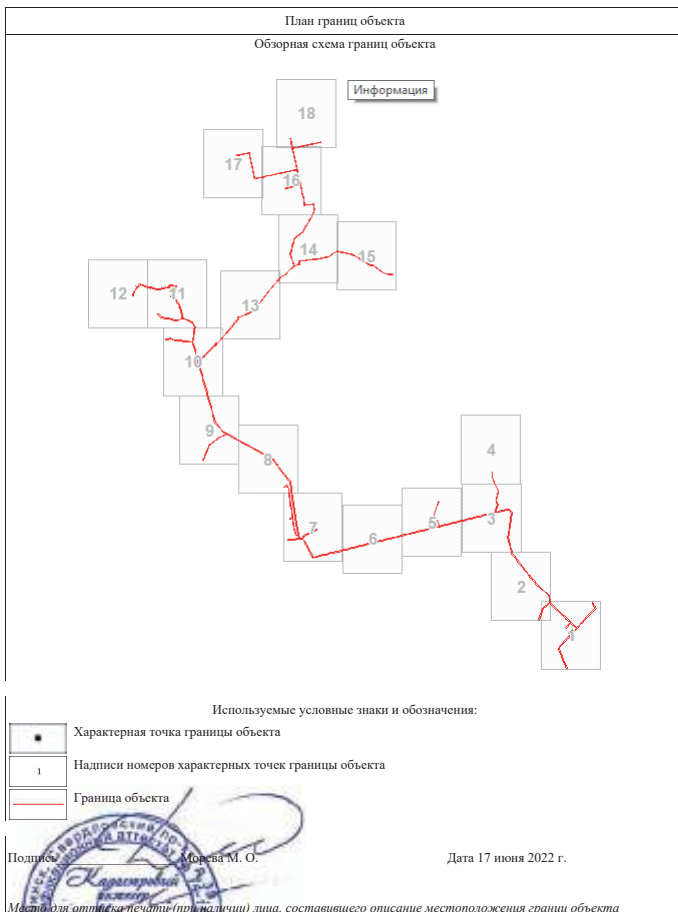 План границ объекта
Обзорная схема границ объекта
Информация
18
17
16
14
15
12
11
13
10
9
8
4
7
6
5
3
2
1
Используемые условные знаки и обозначения:
Характерная точка границы объекта
1 Надписи номеров характерных точек границы объекта
Граница объекта
Подпись Морева М. О. Дата 17 июня 2022 г.
Кадастровый
инженер
Место для оттиска печати (при наличии) лица, составившего описание местоположения границ объекта